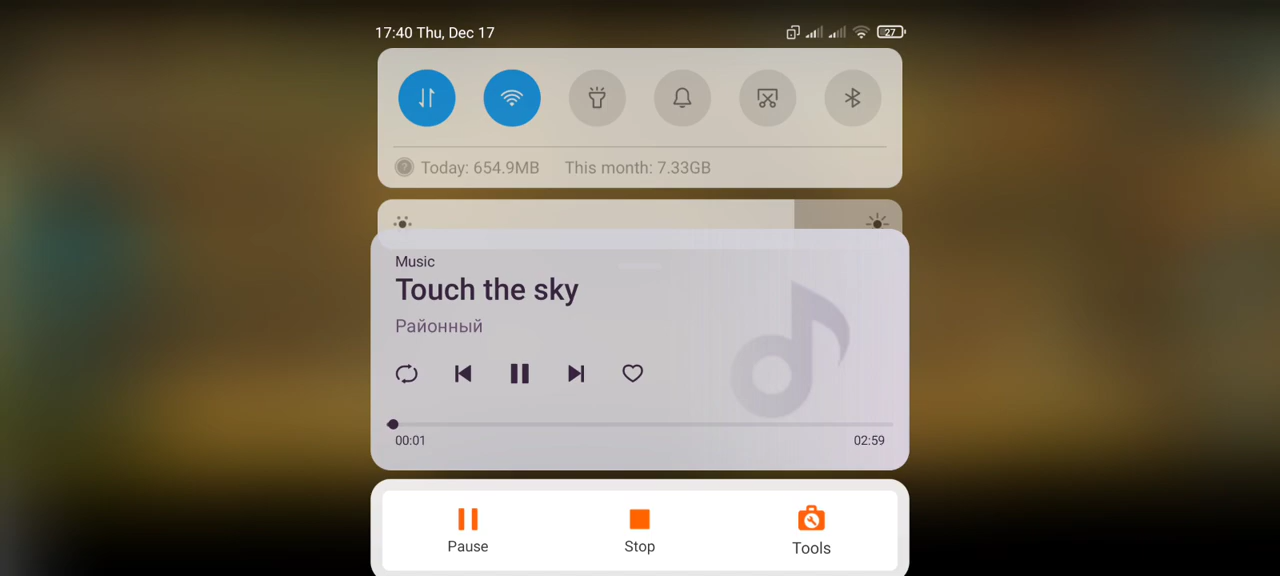 17:40 Thu, Dec 17
27
Today: 654.9MB This month: 7.33GB
Music
Touch the sky
Районный
00:01 02:59
Pause Stop Tools